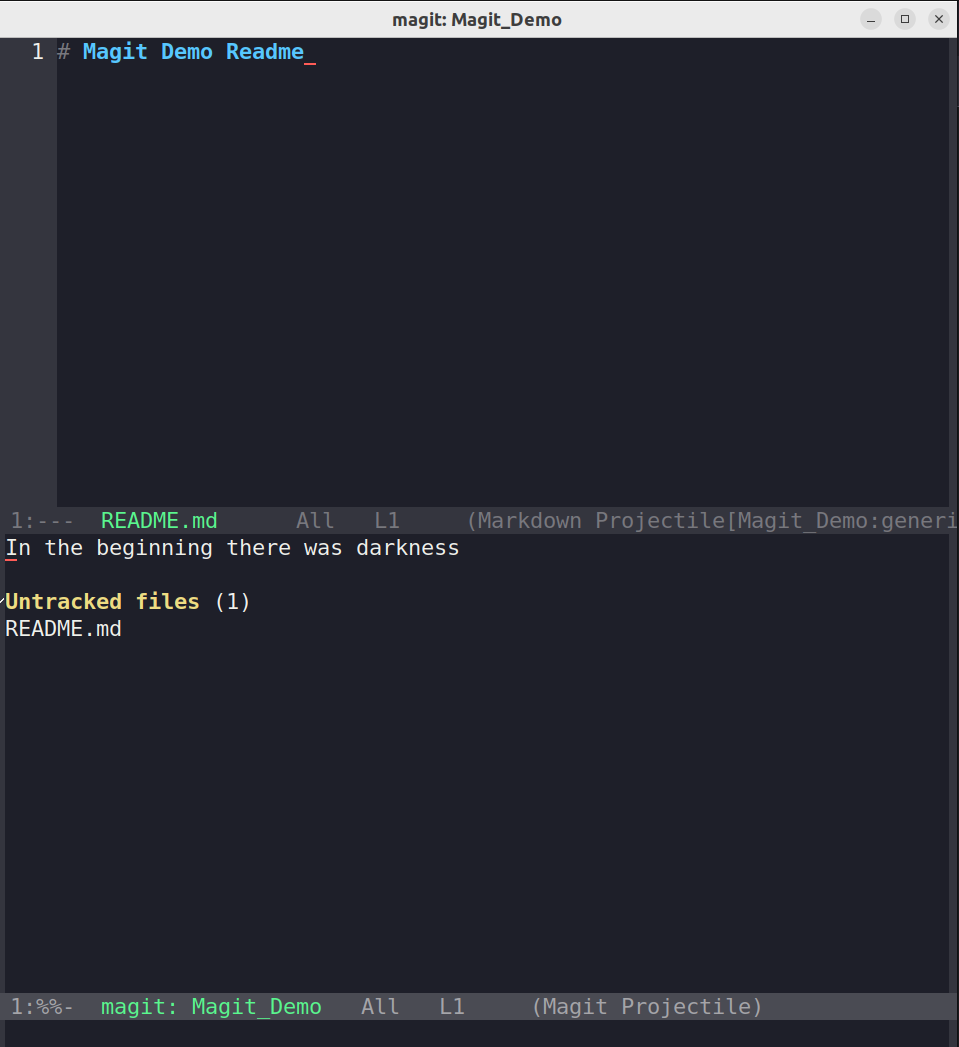 magit: Magit_Demo
1 # Magit Demo Readme
1:--- README.md All L1 (Markdown Projectile[Magit_Demo:generi
In the beginning there was darkness
Untracked files (1)
README.md
1:%%- magit: Magit_Demo All L1 (Magit Projectile)